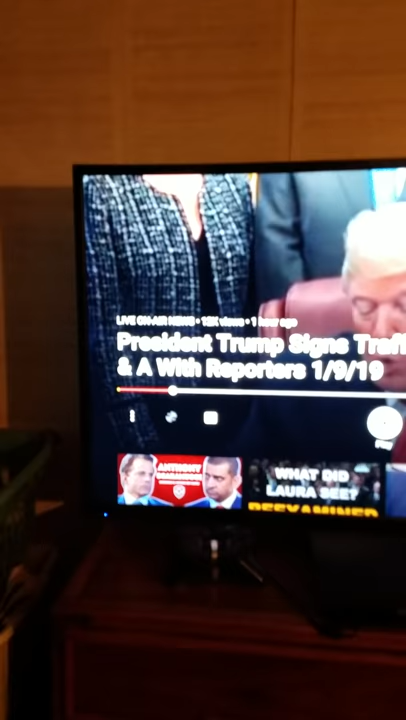 LIVE ON-AIR NEWS • 12K views • 1 hour ago
President Trump Signs Traffi
& A With Reporters 1/9/19
ANTHONY
WHAT DID
LAURA SEE?
REEXAMINED